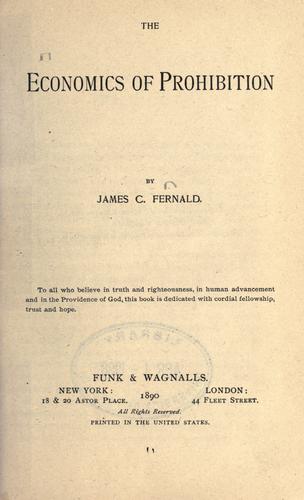 THE
ECONOMICS OF PROHIBITION
BY
JAMES C. FERNALD.
To all who believe in truth and righteousness, in human advancement
and in the Providence of God, this book is dedicated with cordial fellowship,
trust and hope.
FUNK & WAGNALLS.
NEW YORK: 1890 LONDON:
18 & 20 ASTOR PLACE. 44 FLEET STREET.
All Rights Reserved.
PRINTED IN THE UNITED STATES.